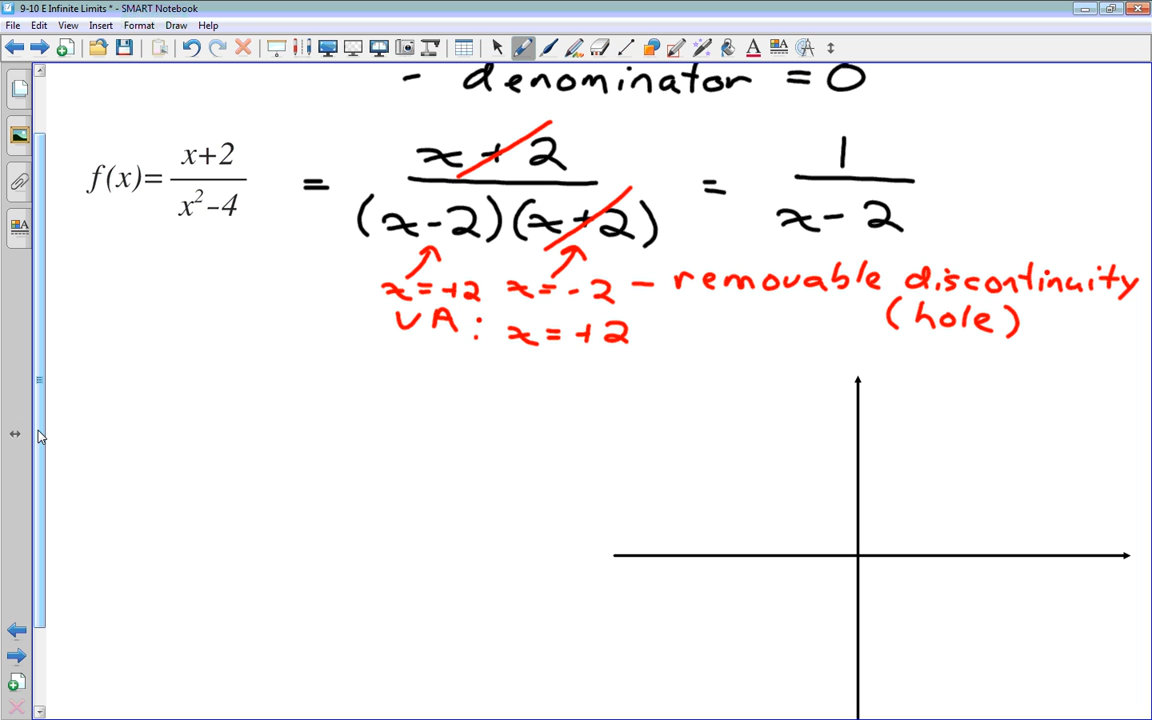 9-10 E Infinite Limits * - SMART Notebook
File Edit View Insert Format Draw Help
- denominator = 0
f(x)= x+2 / x²-4 = x + 2 / (x-2)(x+2) = 1 / x-2
x=+2 x=-2 - removable discontinuity
(hole)
VA: x=+2